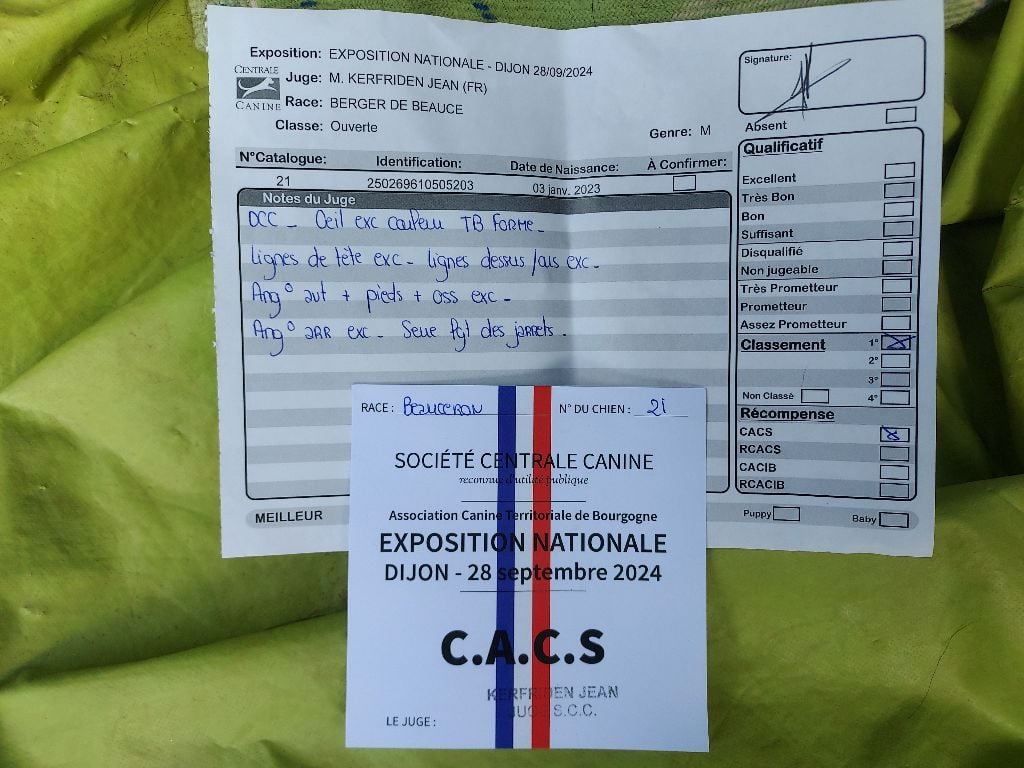 Exposition: EXPOSITION NATIONALE - DIJON 28/09/2024
CENTRALE
CANINE
Juge: M. KERFRIDEN JEAN (FR)
Race: BERGER DE BEAUCE
Classe: Ouverte
Genre: M
Signature:
Absent
N°Catalogue: Identification: Date de Naissance: À Confirmer:
21 250269610505203 03 janv. 2023
Notes du Juge
DCC - Oeil exc couleur TB FORME -
Lignes de tête exc - lignes dessus/ous exc -
Ang° avt + pieds + oss exc -
Ang° ARR exc - des jarrets .
Qualificatif
Excellent
Très Bon
Bon
Suffisant
Disqualifié
Non jugeable
Très Prometteur
Prometteur
Assez Prometteur
Classement 1°
2°
3°
Non Classé 4°
Récompense
CACS
RCACS
CACIB
RCACIB
MEILLEUR
Puppy Baby
RACE : BEAUCERON N° DU CHIEN : 21
SOCIÉTÉ CENTRALE CANINE
reconnue d'utilité publique
Association Canine Territoriale de Bourgogne
EXPOSITION NATIONALE
DIJON - 28 septembre 2024
C.A.C.S
KERFRIDEN JEAN
JUGE S.C.C.
LE JUGE :